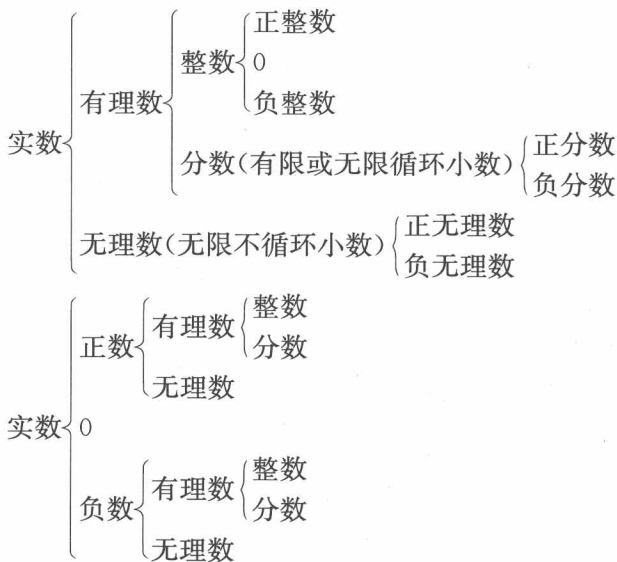 正整数
整数 0
有理数 负整数
实数 分数(有限或无限循环小数) 正分数
负分数
无理数(无限不循环小数) 正无理数
负无理数
整数
正数 有理数 分数
无理数
实数 0
整数
负数 有理数 分数
无理数